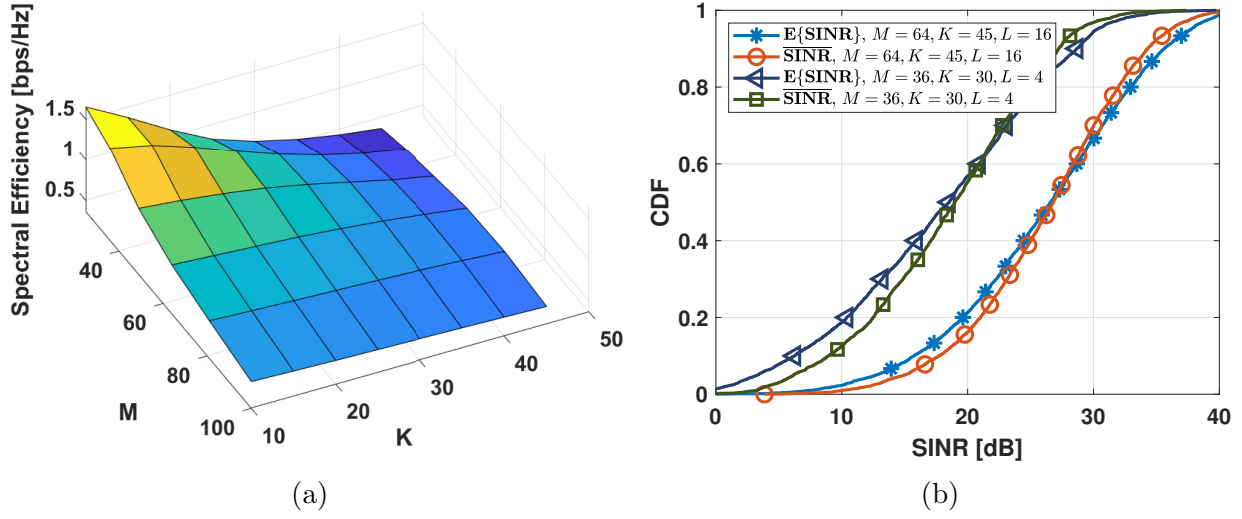 Spectral Efficiency [bps/Hz]
1.5
1
0.5
40
60
80
100
M
10
20
30
40
50
K
(a)
CDF
1
0.8
0.6
0.4
0.2
0
E{SINR}, M = 64, K = 45, L = 16
S̅I̅N̅R̅, M = 64, K = 45, L = 16
E{SINR}, M = 36, K = 30, L = 4
S̅I̅N̅R̅, M = 36, K = 30, L = 4
0 10 20 30 40
SINR [dB]
(b)